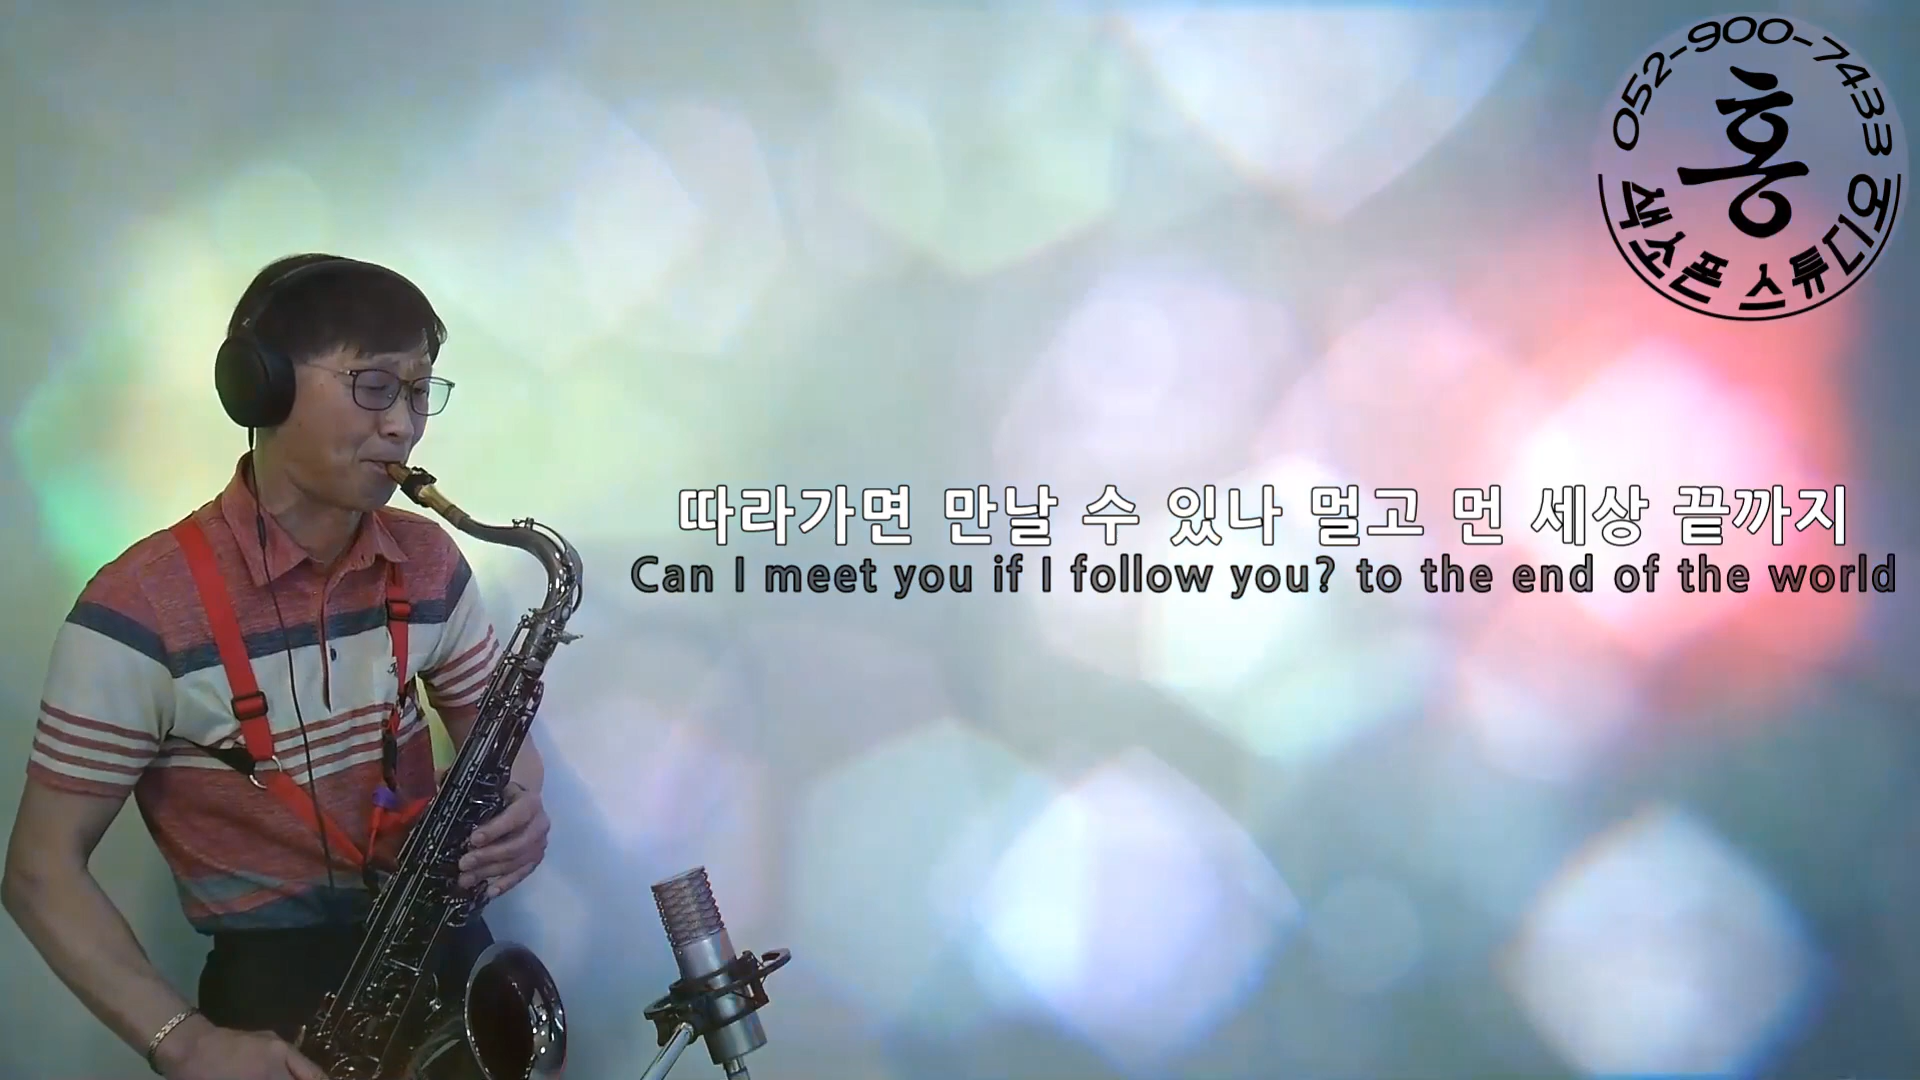 052-900-7433
홍
색소폰 스튜디오
따라가면 만날 수 있나 멀고 먼 세상 끝까지
Can I meet you if I follow you? to the end of the world